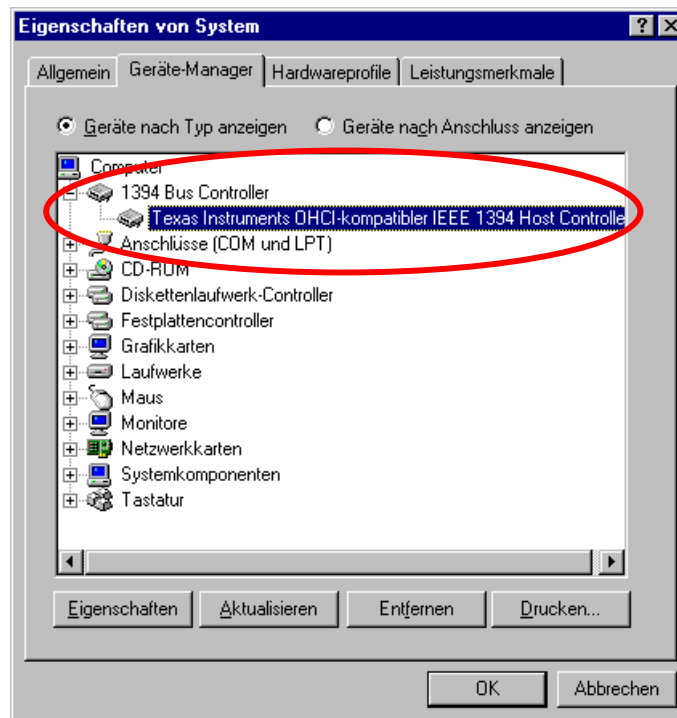 Eigenschaften von System
Allgemein Geräte-Manager Hardwareprofile Leistungsmerkmale
Geräte nach Typ anzeigen Geräte nach Anschluss anzeigen
Computer
1394 Bus Controller
Texas Instruments OHCI-kompatibler IEEE 1394 Host Controlle
Anschlüsse (COM und LPT)
CD-ROM
Diskettenlaufwerk-Controller
Festplattencontroller
Grafikkarten
Laufwerke
Maus
Monitore
Netzwerkkarten
Systemkomponenten
Tastatur
Eigenschaften Aktualisieren Entfernen Drucken...
OK Abbrechen